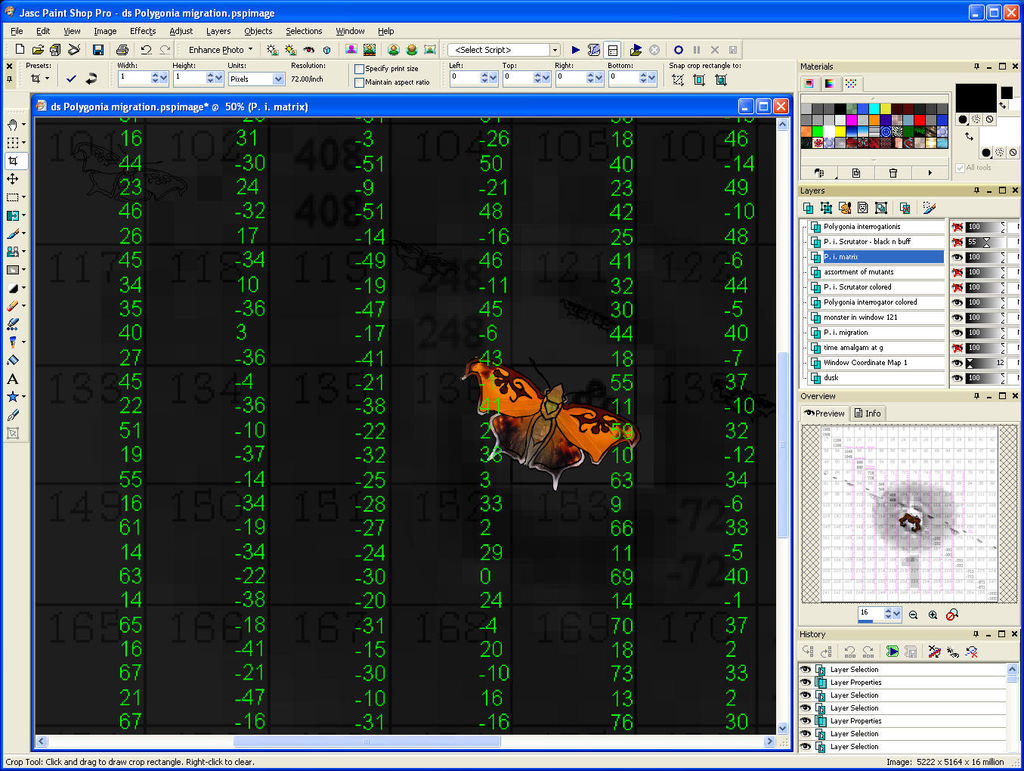 Jasc Paint Shop Pro - ds Polygonia migration.pspimage
File Edit View Image Effects Adjust Layers Objects Selections Window Help
Enhance Photo <Select Script>
Presets: Width: Height: Units: Resolution: Specify print size Left: Top: Right: Bottom: Snap crop rectangle to:
1 1 Pixels 72.00/inch Maintain aspect ratio 0 0 0 0
ds Polygonia migration.pspimage* @ 50% (P. i. matrix)
16 31 -3 31 18 46
44 -30 -51 50 40 -14
23 24 -9 -21 23 49
46 -32 -51 48 42 -10
26 17 -14 -16 25 48
45 -34 -49 46 41 -6
34 10 -19 -11 32 44
35 -36 -47 45 30 -5
40 3 -17 -6 44 40
27 -36 -41 43 18 -7
45 -4 -21 55 37
22 -36 -38 41 11 -10
51 -10 -22 2 59 32
19 -37 -32 38 10 -12
55 -14 -25 3 63 34
16 -34 -28 33 9 -6
61 -19 -27 2 66 38
14 -34 -24 29 11 -5
63 -22 -30 0 69 40
14 -38 -20 24 14 -1
65 -18 -31 -4 70 37
16 -41 -15 20 18 2
67 -21 -30 -10 73 33
21 -47 -10 16 13 2
67 -16 -31 -16 76 30
408
408
248
248
-72
-72
117 118
133 134 135
149 150 151 152 153
165 166 167 168 169 170
Materials
All tools
Layers
Polygonia interrogationis 100
P. i. Scrutator - black n buff 55
P. i. matrix 100
assortment of mutants 100
P. i. Scrutator colored 100
Polygonia interrogator colored 100
monster in window 121 100
P. i. migration 100
time amalgam at g 100
Window Coordinate Map 1 12
dusk 100
Overview
Preview Info
16
History
Layer Selection
Layer Properties
Layer Selection
Layer Selection
Layer Properties
Layer Selection
Layer Selection
Crop Tool: Click and drag to draw crop rectangle. Right-click to clear. Image: 5222 x 5164 x 16 million